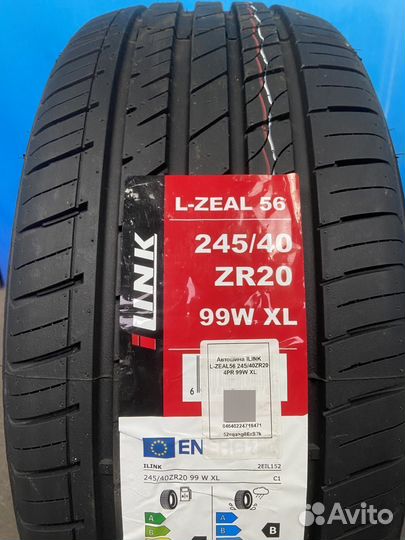 L-ZEAL 56
245/40
ZR20
99W XL
ILINK
Автошина ILINK
L-ZEAL56 245/40ZR20
4PR 99W XL
6
EN
ILINK 2EIL152
245/40ZR20 99 W XL C1
A
B
A
B
B
Avito